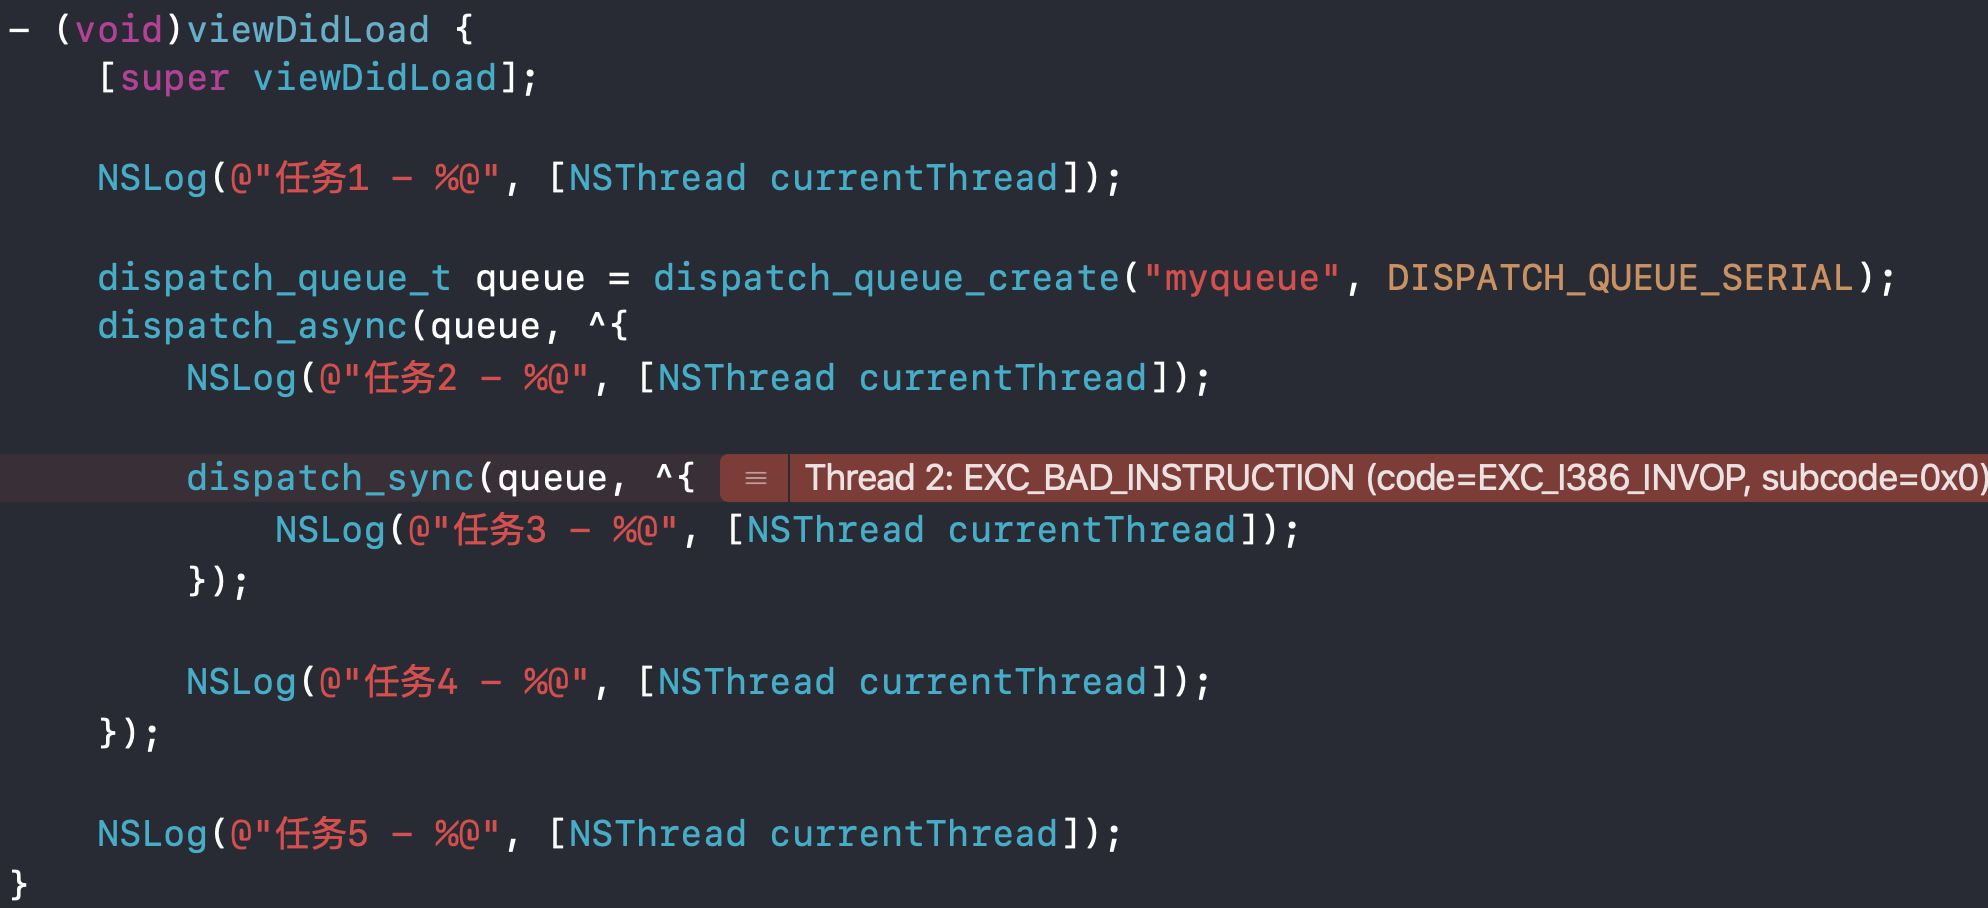 - (void)viewDidLoad {
[super viewDidLoad];
NSLog(@"任务1 - %@", [NSThread currentThread]);
dispatch_queue_t queue = dispatch_queue_create("myqueue", DISPATCH_QUEUE_SERIAL);
dispatch_async(queue, ^{
NSLog(@"任务2 - %@", [NSThread currentThread]);
dispatch_sync(queue, ^{ Thread 2: EXC_BAD_INSTRUCTION (code=EXC_I386_INVOP, subcode=0x0)
NSLog(@"任务3 - %@", [NSThread currentThread]);
});
NSLog(@"任务4 - %@", [NSThread currentThread]);
});
NSLog(@"任务5 - %@", [NSThread currentThread]);
}